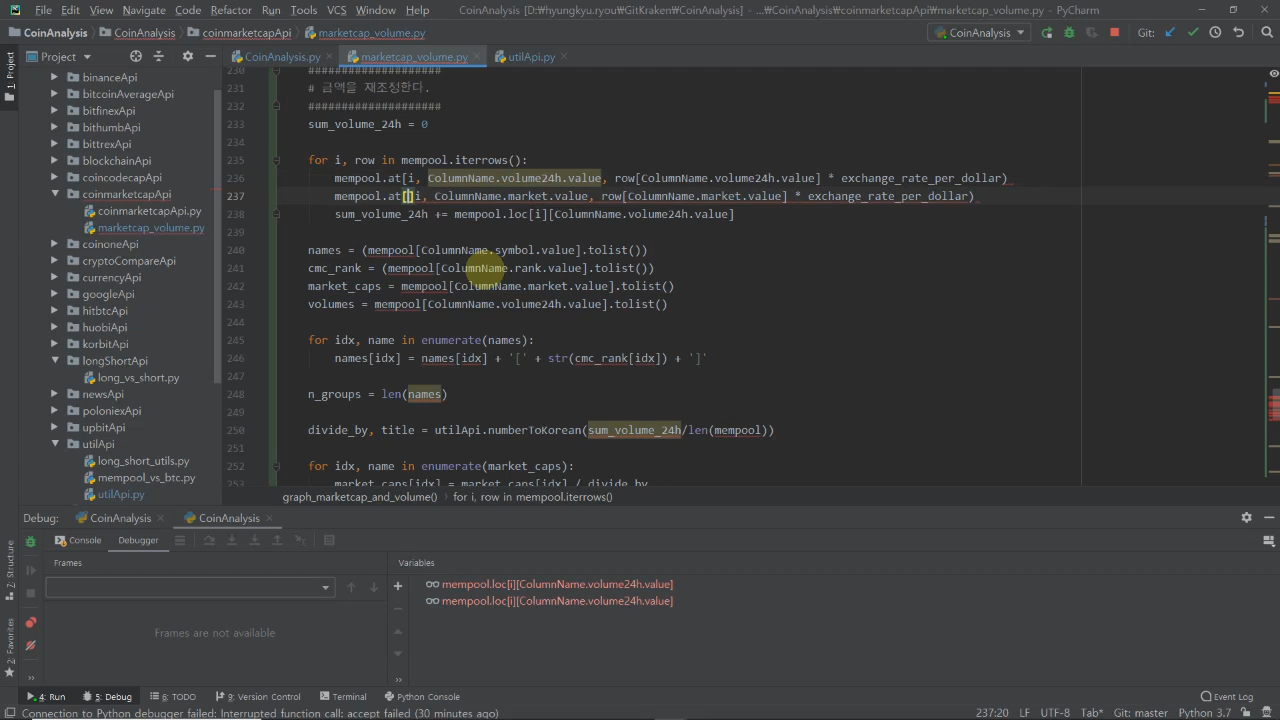 File Edit View Navigate Code Refactor Run Tools VCS Window Help CoinAnalysis [D:₩hyungkyu.ryou₩GitKraken₩CoinAnalysis] - ...₩CoinAnalysis₩coinmarketcapApi₩marketcap_volume.py - PyCharm
CoinAnalysis CoinAnalysis coinmarketcapApi marketcap_volume.py CoinAnalysis Git:
Project CoinAnalysis.py marketcap_volume.py utilApi.py
1: Project
binanceApi
bitcoinAverageApi
bitfinexApi
bithumbApi
bittrexApi
blockchainApi
coincodecapApi
coinmarketcapApi
coinmarketcapApi.py
marketcap_volume.py
coinoneApi
cryptoCompareApi
currencyApi
googleApi
hitbtcApi
huobiApi
korbitApi
longShortApi
long_vs_short.py
newsApi
poloniexApi
upbitApi
utilApi
long_short_utils.py
mempool_vs_btc.py
utilApi.py
230 ####################
231 # 금액을 재조정한다.
232 ####################
233 sum_volume_24h = 0
234
235 for i, row in mempool.iterrows():
236 mempool.at[i, ColumnName.volume24h.value, row[ColumnName.volume24h.value] * exchange_rate_per_dollar)
237 mempool.at[i, ColumnName.market.value, row[ColumnName.market.value] * exchange_rate_per_dollar)
238 sum_volume_24h += mempool.loc[i][ColumnName.volume24h.value]
239
240 names = (mempool[ColumnName.symbol.value].tolist())
241 cmc_rank = (mempool[ColumnName.rank.value].tolist())
242 market_caps = mempool[ColumnName.market.value].tolist()
243 volumes = mempool[ColumnName.volume24h.value].tolist()
244
245 for idx, name in enumerate(names):
246 names[idx] = names[idx] + '[' + str(cmc_rank[idx]) + ']'
247
248 n_groups = len(names)
249
250 divide_by, title = utilApi.numberToKorean(sum_volume_24h/len(mempool))
251
252 for idx, name in enumerate(market_caps):
market_caps[idx] = market_caps[idx] / divide_by
graph_marketcap_and_volume() for i, row in mempool.iterrows()
Debug: CoinAnalysis CoinAnalysis
Console Debugger
Frames Variables
mempool.loc[i][ColumnName.volume24h.value]
mempool.loc[i][ColumnName.volume24h.value]
Frames are not available
7: Structure
2: Favorites
4: Run 5: Debug 6: TODO 9: Version Control Terminal Python Console Event Log
Connection to Python debugger failed: Interrupted function call: accept failed (30 minutes ago) 237:20 LF UTF-8 Tab* Git: master Python 3.7